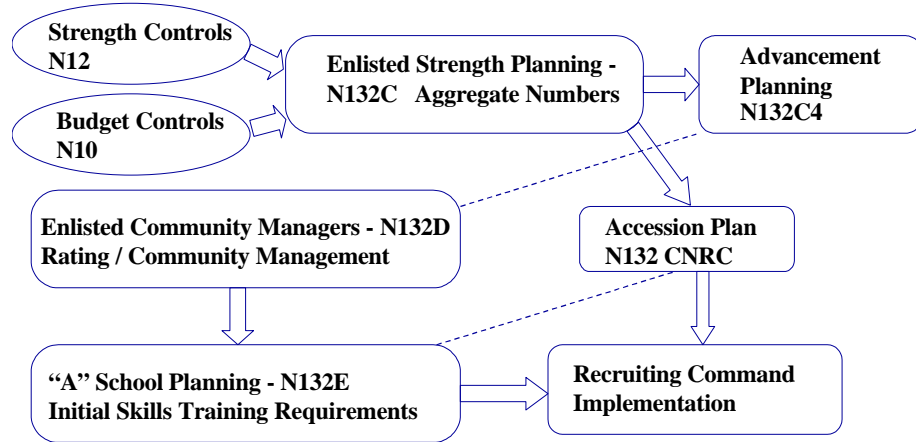 Strength Controls
N12
Budget Controls
N10
Enlisted Strength Planning -
N132C Aggregate Numbers
Advancement
Planning
N132C4
Enlisted Community Managers - N132D
Rating / Community Management
Accession Plan
N132 CNRC
“A” School Planning - N132E
Initial Skills Training Requirements
Recruiting Command
Implementation